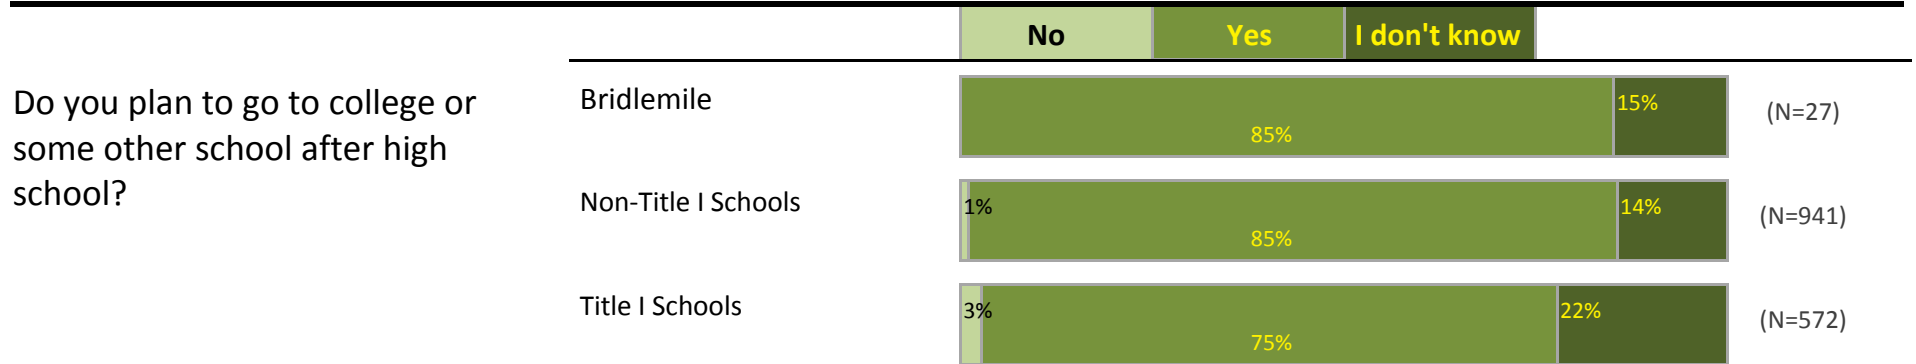 No Yes I don't know
Do you plan to go to college or
some other school after high
school?
Bridlemile
85%
15%
(N=27)
Non-Title I Schools
1%
85%
14%
(N=941)
Title I Schools
3%
75%
22%
(N=572)